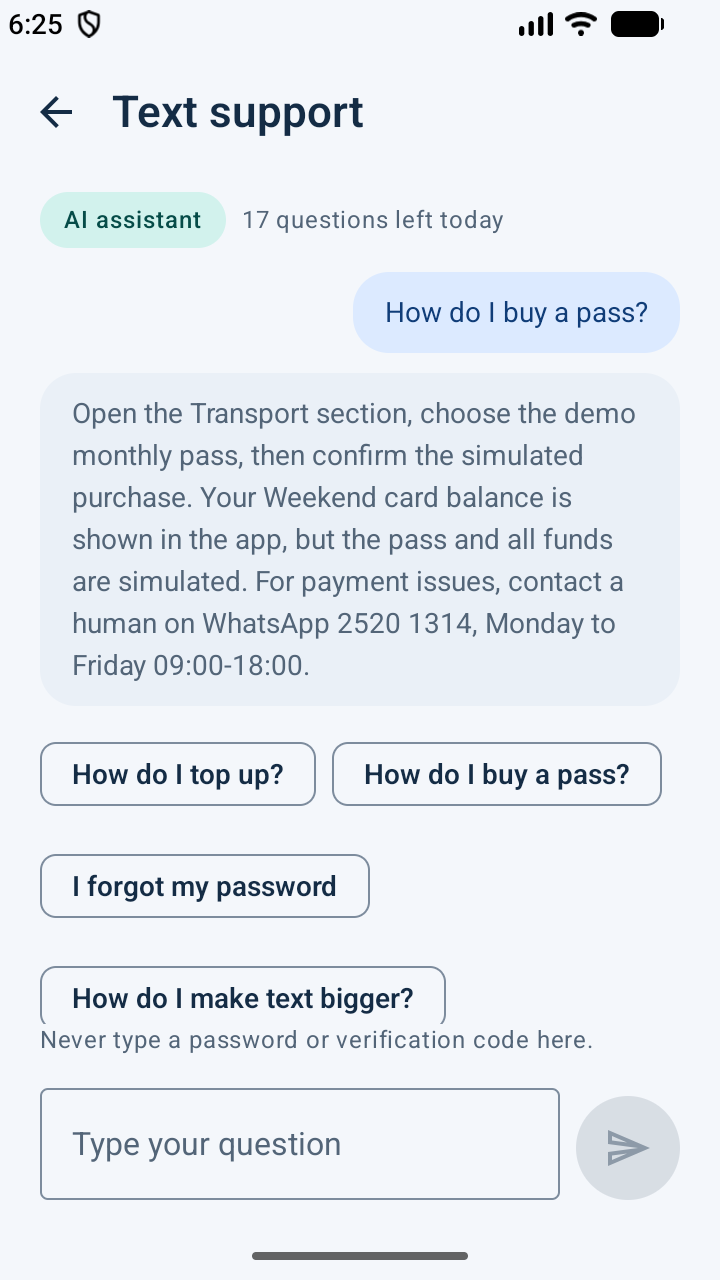 6:25
Text support
AI assistant
17 questions left today
How do I buy a pass?
Open the Transport section, choose the demo
monthly pass, then confirm the simulated
purchase. Your Weekend card balance is
shown in the app, but the pass and all funds
are simulated. For payment issues, contact a
human on WhatsApp 2520 1314, Monday to
Friday 09:00-18:00.
How do I top up?
How do I buy a pass?
I forgot my password
How do I make text bigger?
Never type a password or verification code here.
Type your question